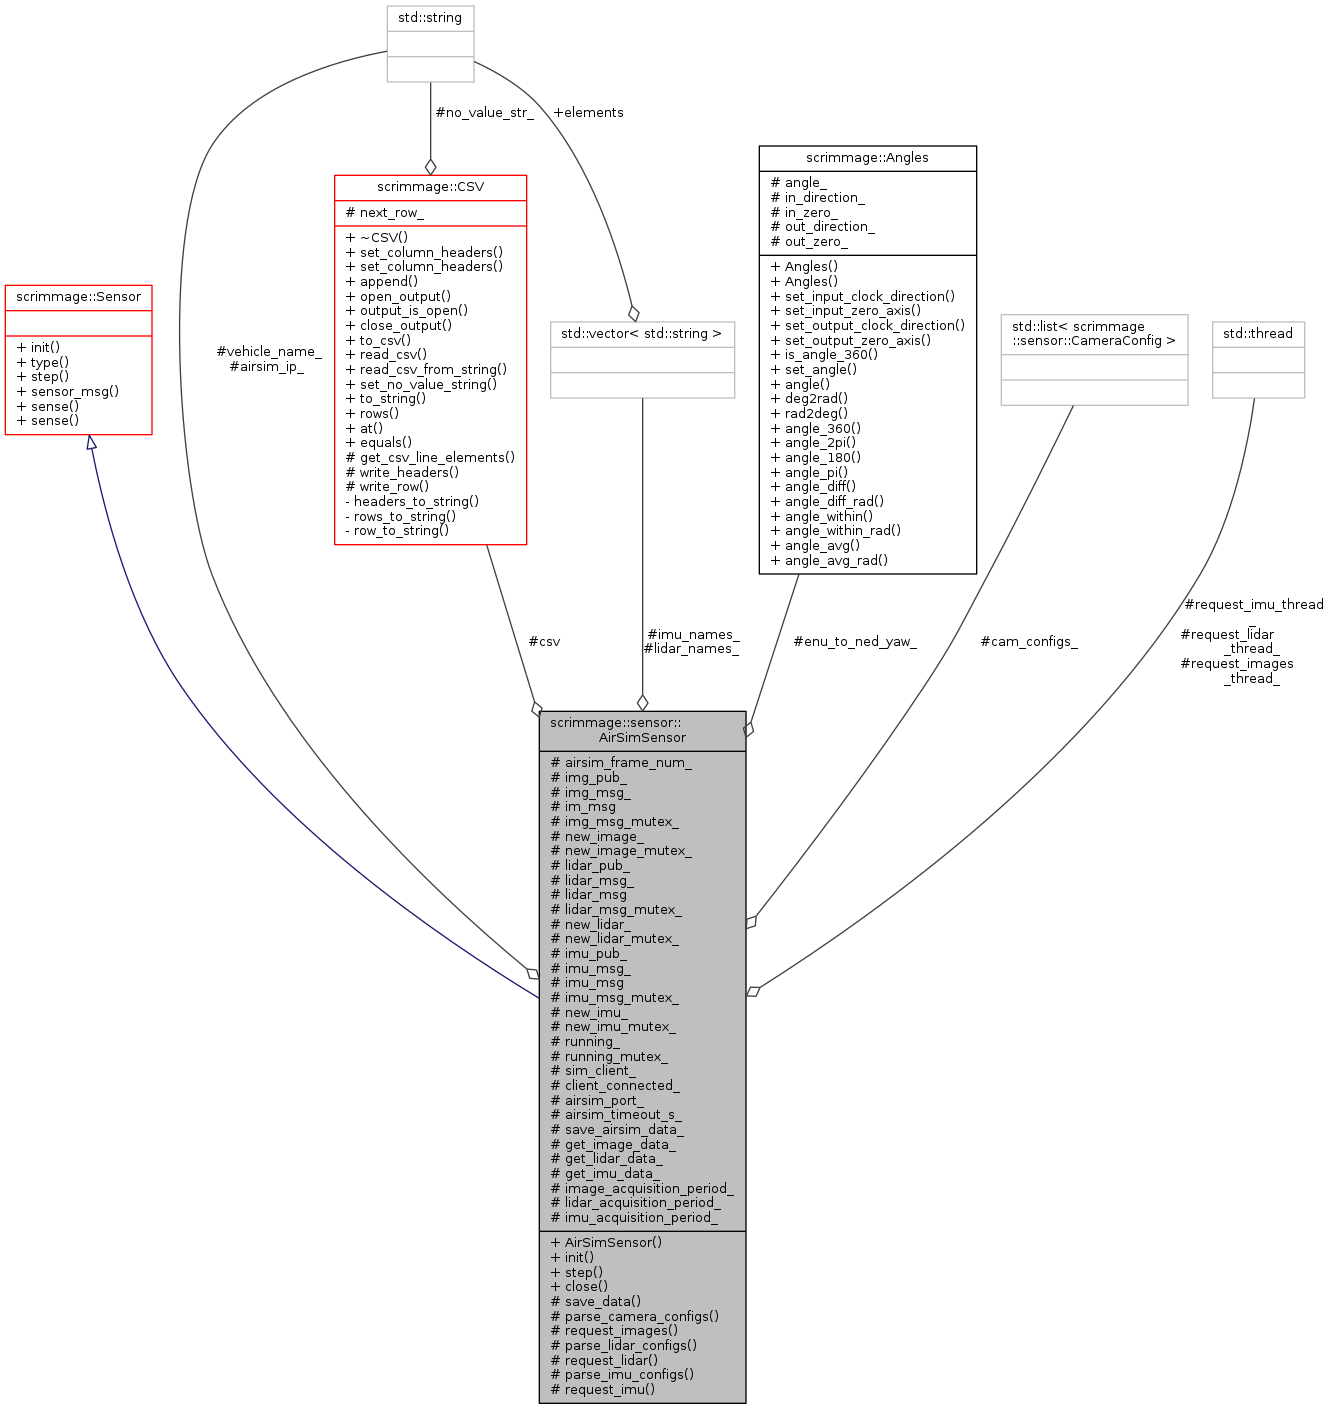 std::string
#no_value_str_
+elements
scrimmage::CSV
# next_row_
+ ~CSV()
+ set_column_headers()
+ set_column_headers()
+ append()
+ open_output()
+ output_is_open()
+ close_output()
+ to_csv()
+ read_csv()
+ read_csv_from_string()
+ set_no_value_string()
+ to_string()
+ rows()
+ at()
+ equals()
# get_csv_line_elements()
# write_headers()
# write_row()
- headers_to_string()
- rows_to_string()
- row_to_string()
scrimmage::Angles
# angle_
# in_direction_
# in_zero_
# out_direction_
# out_zero_
+ Angles()
+ Angles()
+ set_input_clock_direction()
+ set_input_zero_axis()
+ set_output_clock_direction()
+ set_output_zero_axis()
+ is_angle_360()
+ set_angle()
+ angle()
+ deg2rad()
+ rad2deg()
+ angle_360()
+ angle_2pi()
+ angle_180()
+ angle_pi()
+ angle_diff()
+ angle_diff_rad()
+ angle_within()
+ angle_within_rad()
+ angle_avg()
+ angle_avg_rad()
scrimmage::Sensor
+ init()
+ type()
+ step()
+ sensor_msg()
+ sense()
+ sense()
#vehicle_name_
#airsim_ip_
std::vector< std::string >
std::list< scrimmage
::sensor::CameraConfig >
std::thread
#csv
#imu_names_
#lidar_names_
#enu_to_ned_yaw_
#cam_configs_
#request_imu_thread
_
#request_lidar
_thread_
#request_images
_thread_
scrimmage::sensor::
AirSimSensor
# airsim_frame_num_
# img_pub_
# img_msg_
# im_msg
# img_msg_mutex_
# new_image_
# new_image_mutex_
# lidar_pub_
# lidar_msg_
# lidar_msg
# lidar_msg_mutex_
# new_lidar_
# new_lidar_mutex_
# imu_pub_
# imu_msg_
# imu_msg
# imu_msg_mutex_
# new_imu_
# new_imu_mutex_
# running_
# running_mutex_
# sim_client_
# client_connected_
# airsim_port_
# airsim_timeout_s_
# save_airsim_data_
# get_image_data_
# get_lidar_data_
# get_imu_data_
# image_acquisition_period_
# lidar_acquisition_period_
# imu_acquisition_period_
+ AirSimSensor()
+ init()
+ step()
+ close()
# save_data()
# parse_camera_configs()
# request_images()
# parse_lidar_configs()
# request_lidar()
# parse_imu_configs()
# request_imu()